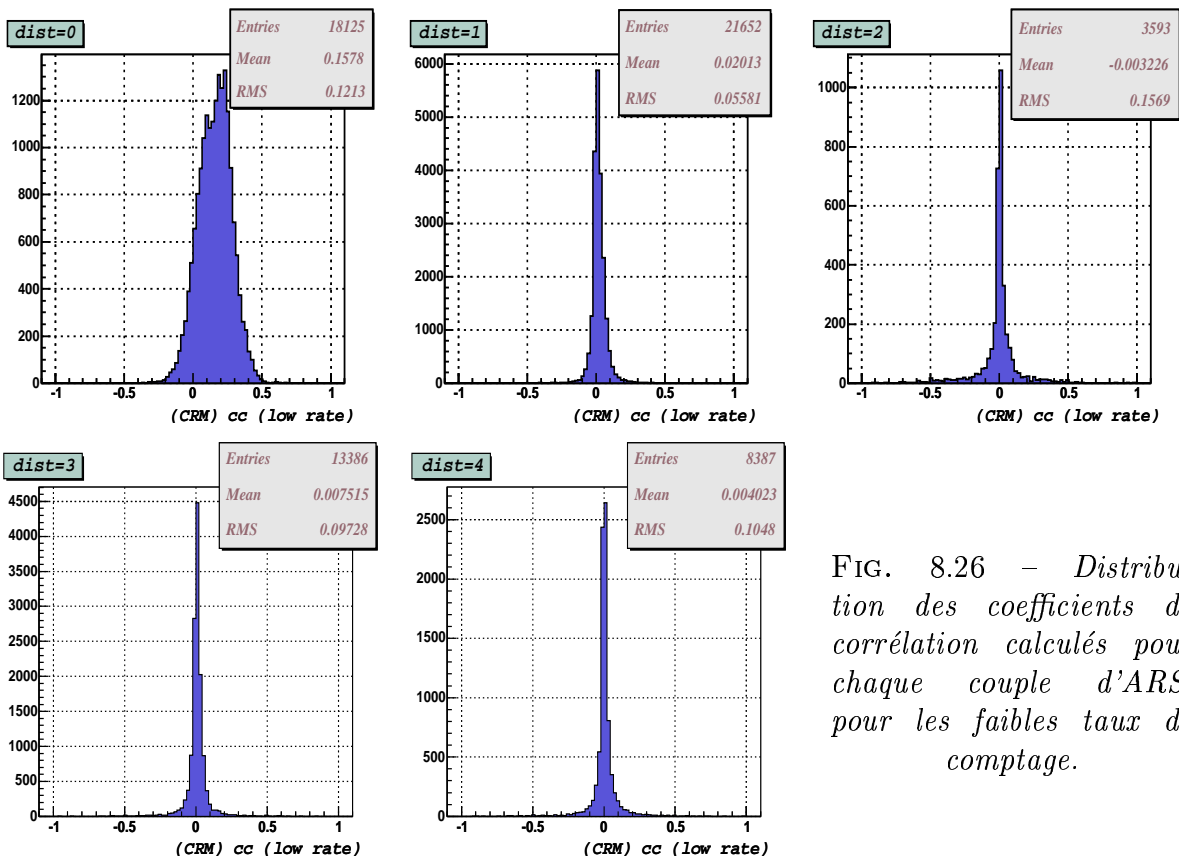 dist=0
Entries 18125
Mean 0.1578
RMS 0.1213
1200
1000
800
600
400
200
0
-1 -0.5 0 0.5 1
(CRM) cc (low rate)
dist=1
Entries 21652
Mean 0.02013
RMS 0.05581
6000
5000
4000
3000
2000
1000
0
-1 -0.5 0 0.5 1
(CRM) cc (low rate)
dist=2
Entries 3593
Mean -0.003226
RMS 0.1569
1000
800
600
400
200
0
-1 -0.5 0 0.5 1
(CRM) cc (low rate)
dist=3
Entries 13386
Mean 0.007515
RMS 0.09728
4500
4000
3500
3000
2500
2000
1500
1000
500
0
-1 -0.5 0 0.5 1
(CRM) cc (low rate)
dist=4
Entries 8387
Mean 0.004023
RMS 0.1048
2500
2000
1500
1000
500
0
-1 -0.5 0 0.5 1
(CRM) cc (low rate)
FIG. 8.26 – Distribu
tion des coefficients d
corrélation calculés pou
chaque couple d'ARS
pour les faibles taux d
comptage.